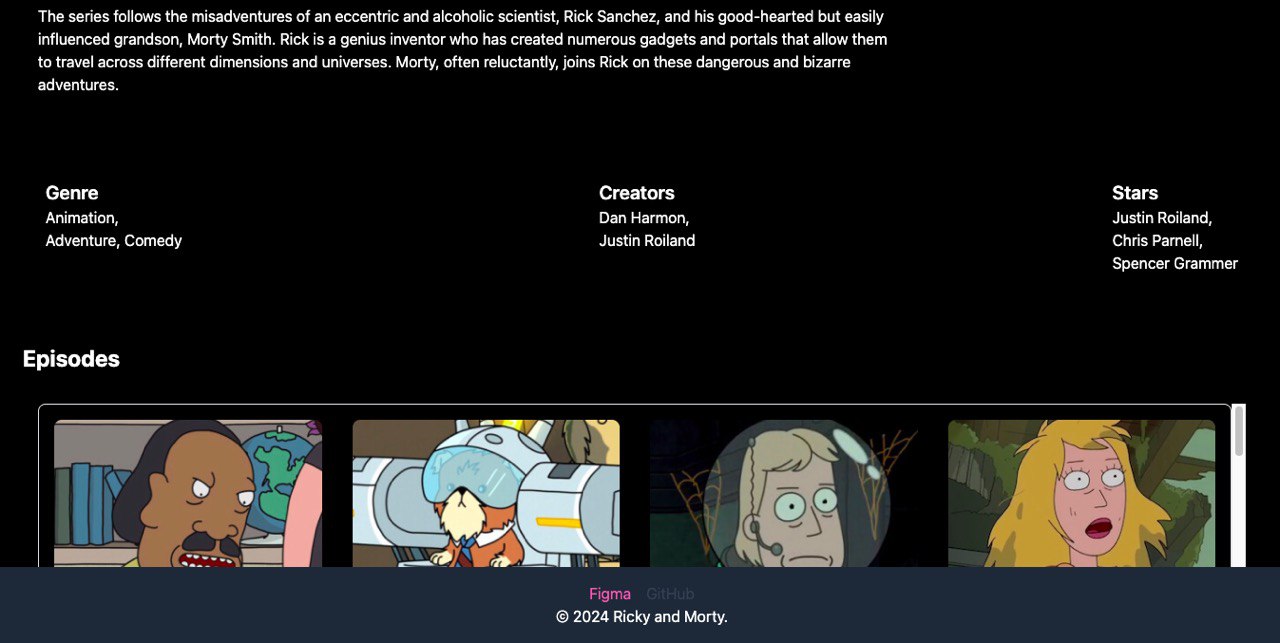 The series follows the misadventures of an eccentric and alcoholic scientist, Rick Sanchez, and his good-hearted but easily
influenced grandson, Morty Smith. Rick is a genius inventor who has created numerous gadgets and portals that allow them
to travel across different dimensions and universes. Morty, often reluctantly, joins Rick on these dangerous and bizarre
adventures.
Genre
Animation,
Adventure, Comedy
Creators
Dan Harmon,
Justin Roiland
Stars
Justin Roiland,
Chris Parnell,
Spencer Grammer
Episodes
Figma GitHub
© 2024 Ricky and Morty.